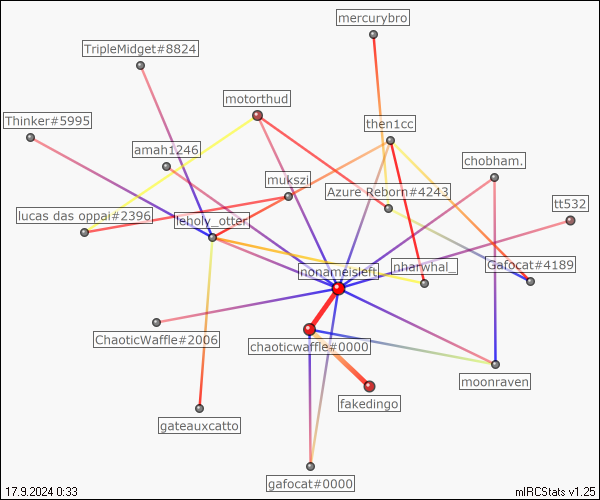 mercurybro
TripleMidget#8824
motorthud
Thinker#5995
then1cc
amah1246
chobham.
mukszi
Azure Reborn#4243
tt532
lucas das oppai#2396
leholy_otter
nonameisleft_
nharwhal_
Gafocat#4189
ChaoticWaffle#2006
chaoticwaffle#0000
moonraven
fakedingo
gateauxcatto
gafocat#0000
17.9.2024 0:33
mIRCStats v1.25